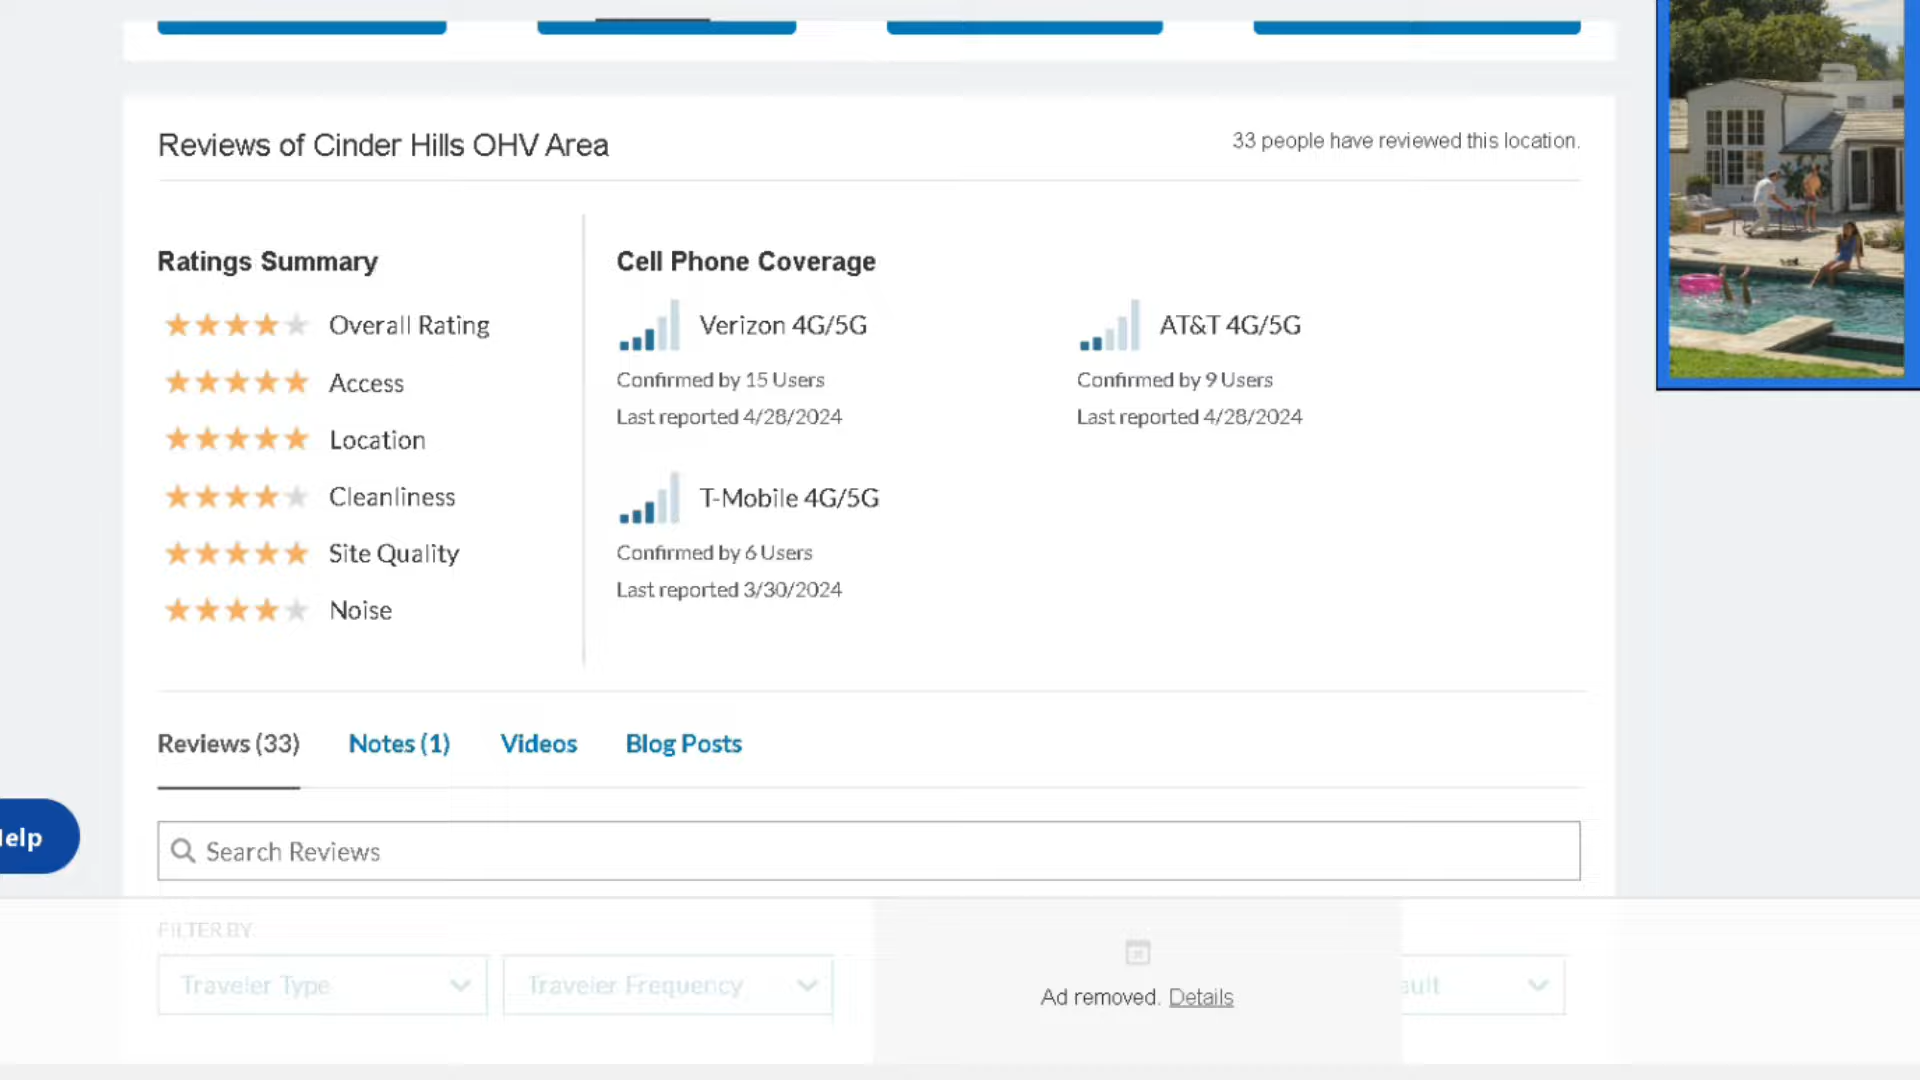 Reviews of Cinder Hills OHV Area
33 people have reviewed this location.
Ratings Summary
Overall Rating
Access
Location
Cleanliness
Site Quality
Noise
Cell Phone Coverage
Verizon 4G/5G
Confirmed by 15 Users
Last reported 4/28/2024
AT&T 4G/5G
Confirmed by 9 Users
Last reported 4/28/2024
T-Mobile 4G/5G
Confirmed by 6 Users
Last reported 3/30/2024
Reviews (33) Notes (1) Videos Blog Posts
Search Reviews
elp
FILTER BY
Traveler Type
Traveler Frequency
ault
Ad removed. Details